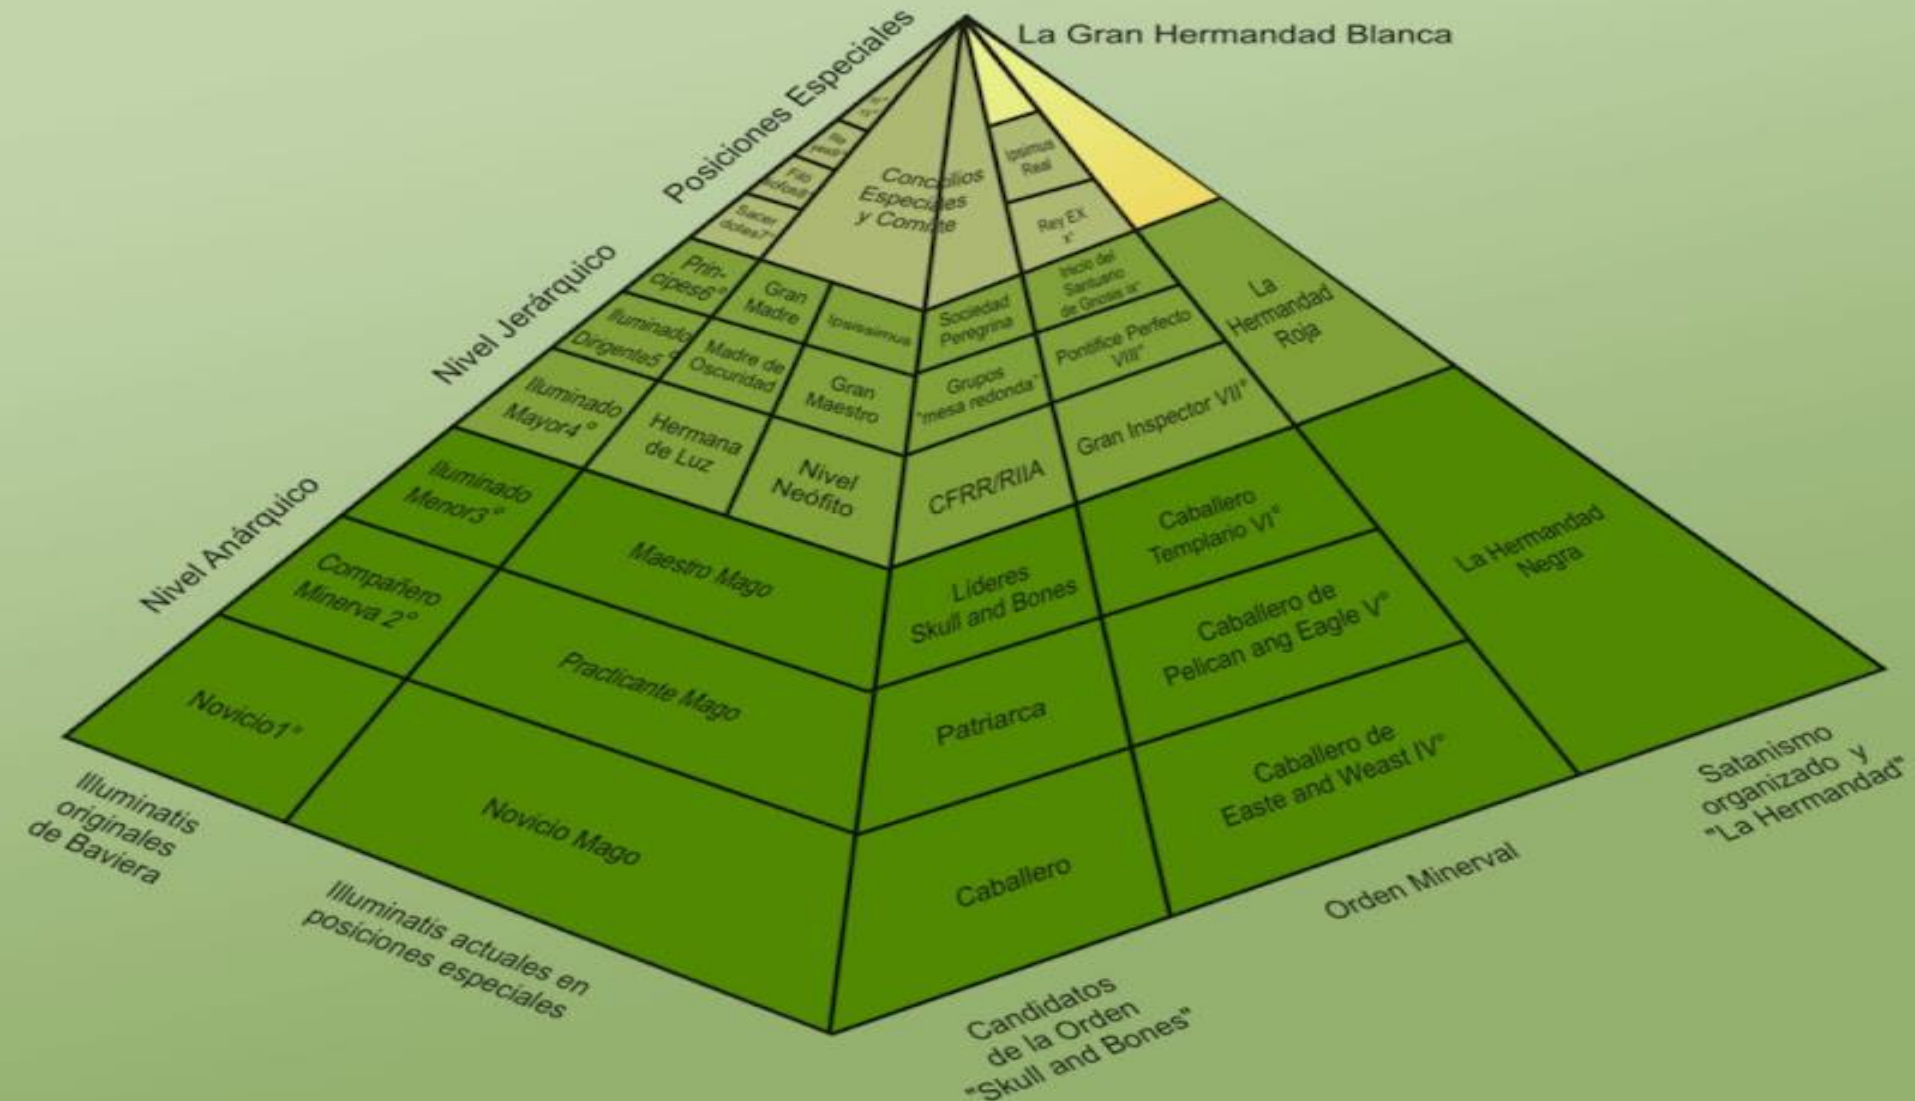 La Gran Hermandad Blanca
Posiciones Especiales
Nivel Jerárquico
Nivel Anárquico
Sacer
dotes7°
Prin-
cipes6°
Iluminado
Dirigente5°
Iluminado
Mayor4°
Iluminado
Menor3°
Compañero
Minerva 2°
Novicio1°
Concilios
Especiales
y Comite
Gran
Madre
Ipsissimus
Madre de
Oscuridad
Gran
Maestro
Hermana
de Luz
Nivel
Neófito
Maestro Mago
Practicante Mago
Novicio Mago
Sociedad
Peregrina
Grupos
"mesa redonda"
CFRR/RIIA
Lideres
Skull and Bones
Patriarca
Caballero
Ipsimus
Real
Rey EX
x°
Inicio del
Santuario
de Gnosis IX°
Pontifice Perfecto
VIII°
Gran Inspector VII°
Caballero
Templario VI°
Caballero de
Pelican ang Eagle V°
Caballero de
Easte and Weast IV°
La
Hermandad
Roja
La Hermandad
Negra
Illuminatis
originales
de Baviera
Illuminatis actuales en
posiciones especiales
Candidatos
de la Orden
"Skull and Bones"
Orden Minerval
Satanismo
organizado y
"La Hermandad"